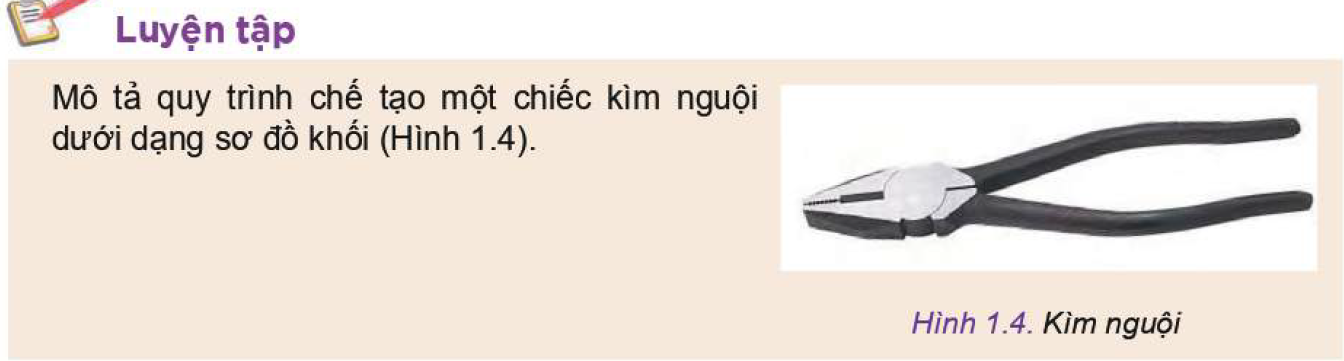 Luyện tập
Mô tả quy trình chế tạo một chiếc kìm nguội
dưới dạng sơ đồ khối (Hình 1.4).
Hình 1.4. Kìm nguội